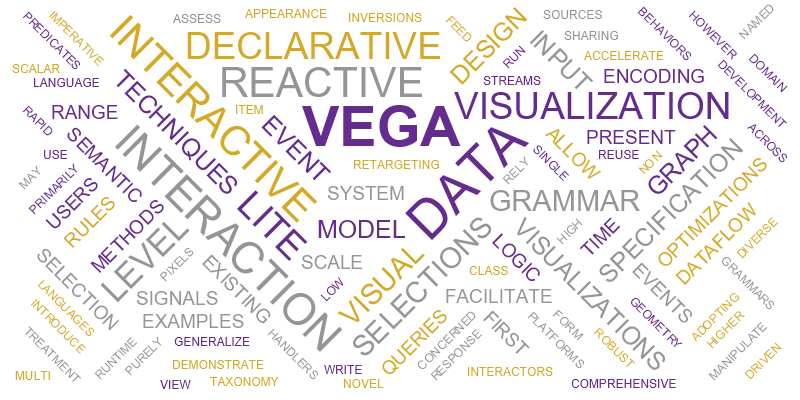 IMPERATIVE
PREDICATES
ASSESS
APPEARANCE
INVERSIONS
FEED
SOURCES
SHARING
BEHAVIORS
HOWEVER
NAMED
SCALAR
LANGUAGE
INTERACTIVE
DECLARATIVE
REACTIVE
DESIGN
RUN
INPUT
ACCELERATE
DOMAIN
DEVELOPMENT
STREAMS
ENCODING
RAPID
RANGE
TECHNIQUES
ITEM
EVENT
VEGA
VISUALIZATION
PRESENT
ACROSS
USE
SEMANTIC
RETARGETING
DATA
SINGLE
ALLOW
REUSE
NON
GRAPH
MAY
PRIMARILY
USERS
RULES
METHODS
S
INTERACTION
LITE
SYSTEM
RELY
GRAMMAR
SPECIFICATION
OPTIMIZATIONS
MODEL
LEVEL
VISUAL
SELECTIONS
LOGIC
HIGH
TIME
DATAFLOW
DIVERSE
SELECTION
PIXELS
EXISTING
SCALE
CLASS
VISUALIZATIONS
EVENTS
GRAMMARS
LANGUAGES
INTRODUCE
TREATMENT
SIGNALS
EXAMPLES
LOW
FACILITATE
GEOMETRY
ADOPTING
HIGHER
RUNTIME
PURELY
GENERALIZE
HANDLERS
QUERIES
CONCERNED
RESPONSE
FIRST
PLATFORMS
FORM
ROBUST
MANIPULATE
DRIVEN
MULTI
VIEW
DEMONSTRATE
TAXONOMY
WRITE
NOVEL
INTERACTORS
COMPREHENSIVE